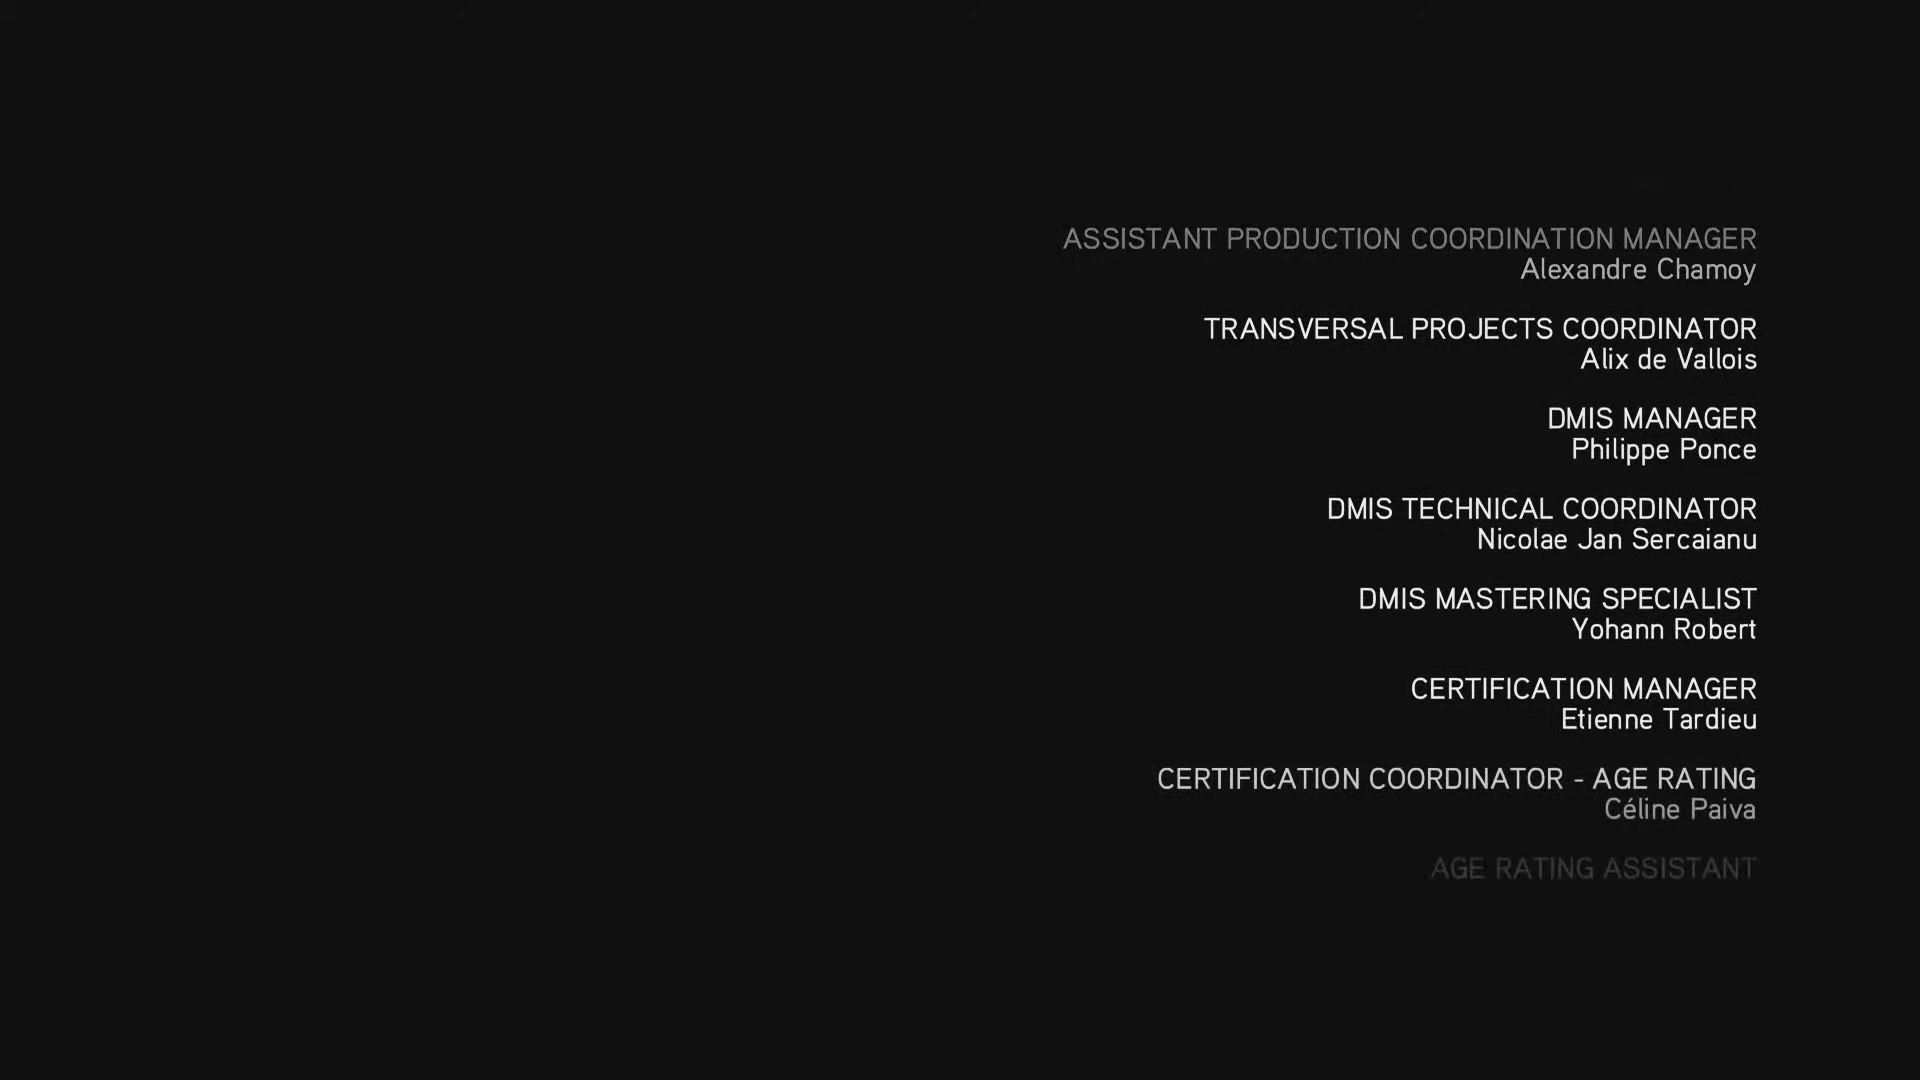 ASSISTANT PRODUCTION COORDINATION MANAGER
Alexandre Chamoy
TRANSVERSAL PROJECTS COORDINATOR
Alix de Vallois
DMIS MANAGER
Philippe Ponce
DMIS TECHNICAL COORDINATOR
Nicolae Jan Sercaianu
DMIS MASTERING SPECIALIST
Yohann Robert
CERTIFICATION MANAGER
Etienne Tardieu
CERTIFICATION COORDINATOR - AGE RATING
Céline Paiva
AGE RATING ASSISTANT